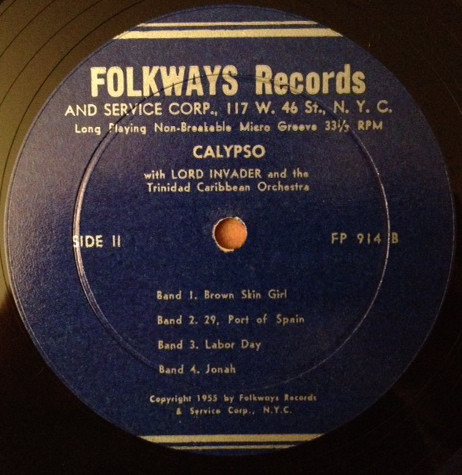 FOLKWAYS Records
AND SERVICE CORP., 117 W. 46 St., N. Y. C.
Long Playing Non-Breakable Micro Groove 33⅓ RPM
CALYPSO
with LORD INVADER and the
Trinidad Caribbean Orchestra
SIDE II FP 914 B
Band 1. Brown Skin Girl
Band 2. 29, Port of Spain
Band 3. Labor Day
Band 4. Jonah
Copyright 1955 by Folkways Records
& Service Corp., N.Y.C.